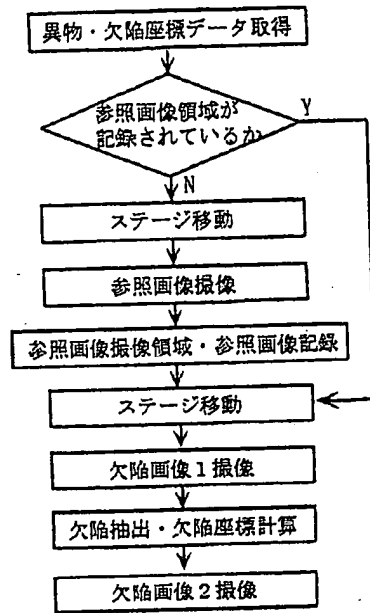 異物・欠陥座標データ取得
参照画像領域が
記録されているか
Y
N
ステージ移動
参照画像撮像
参照画像撮像領域・参照画像記録
ステージ移動
欠陥画像1撮像
欠陥抽出・欠陥座標計算
欠陥画像2撮像